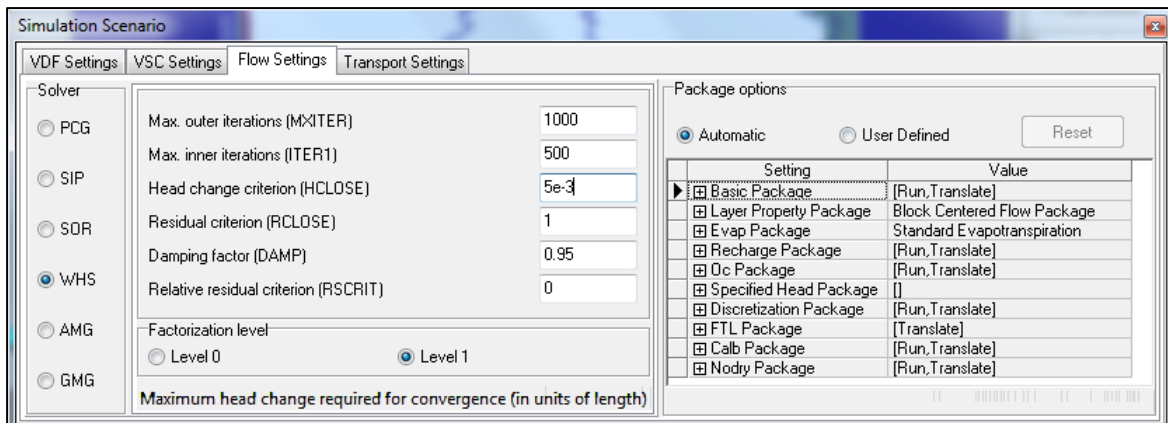 Simulation Scenario
VDF Settings VSC Settings Flow Settings Transport Settings
Solver
PCG
SIP
SOR
WHS
AMG
GMG
Max. outer iterations (MXITER) 1000
Max. inner iterations (ITER1) 500
Head change criterion (HCLOSE) 5e-3
Residual criterion (RCLOSE) 1
Damping factor (DAMP) 0.95
Relative residual criterion (RSCRIT) 0
Factorization level
Level 0 Level 1
Maximum head change required for convergence (in units of length)
Package options
Automatic User Defined Reset
Setting Value
Basic Package [Run,Translate]
Layer Property Package Block Centered Flow Package
Evap Package Standard Evapotranspiration
Recharge Package [Run,Translate]
Oc Package [Run,Translate]
Specified Head Package []
Discretization Package [Run,Translate]
FTL Package [Translate]
Calb Package [Run,Translate]
Nodry Package [Run,Translate]